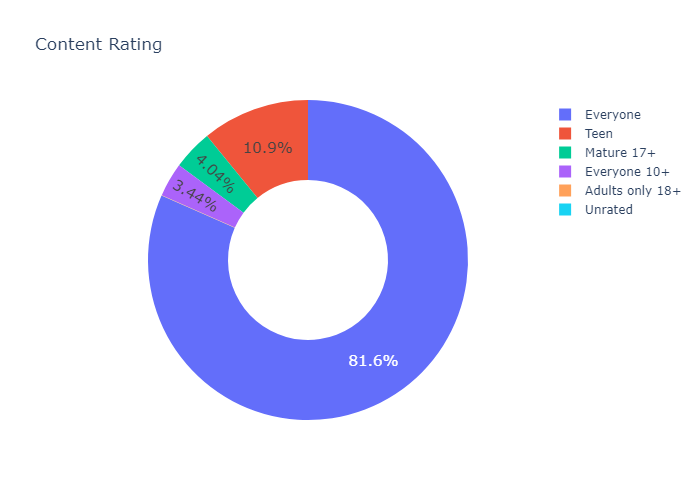 Content Rating
Everyone
Teen
Mature 17+
Everyone 10+
Adults only 18+
Unrated
10.9%
4.04%
3.44%
81.6%